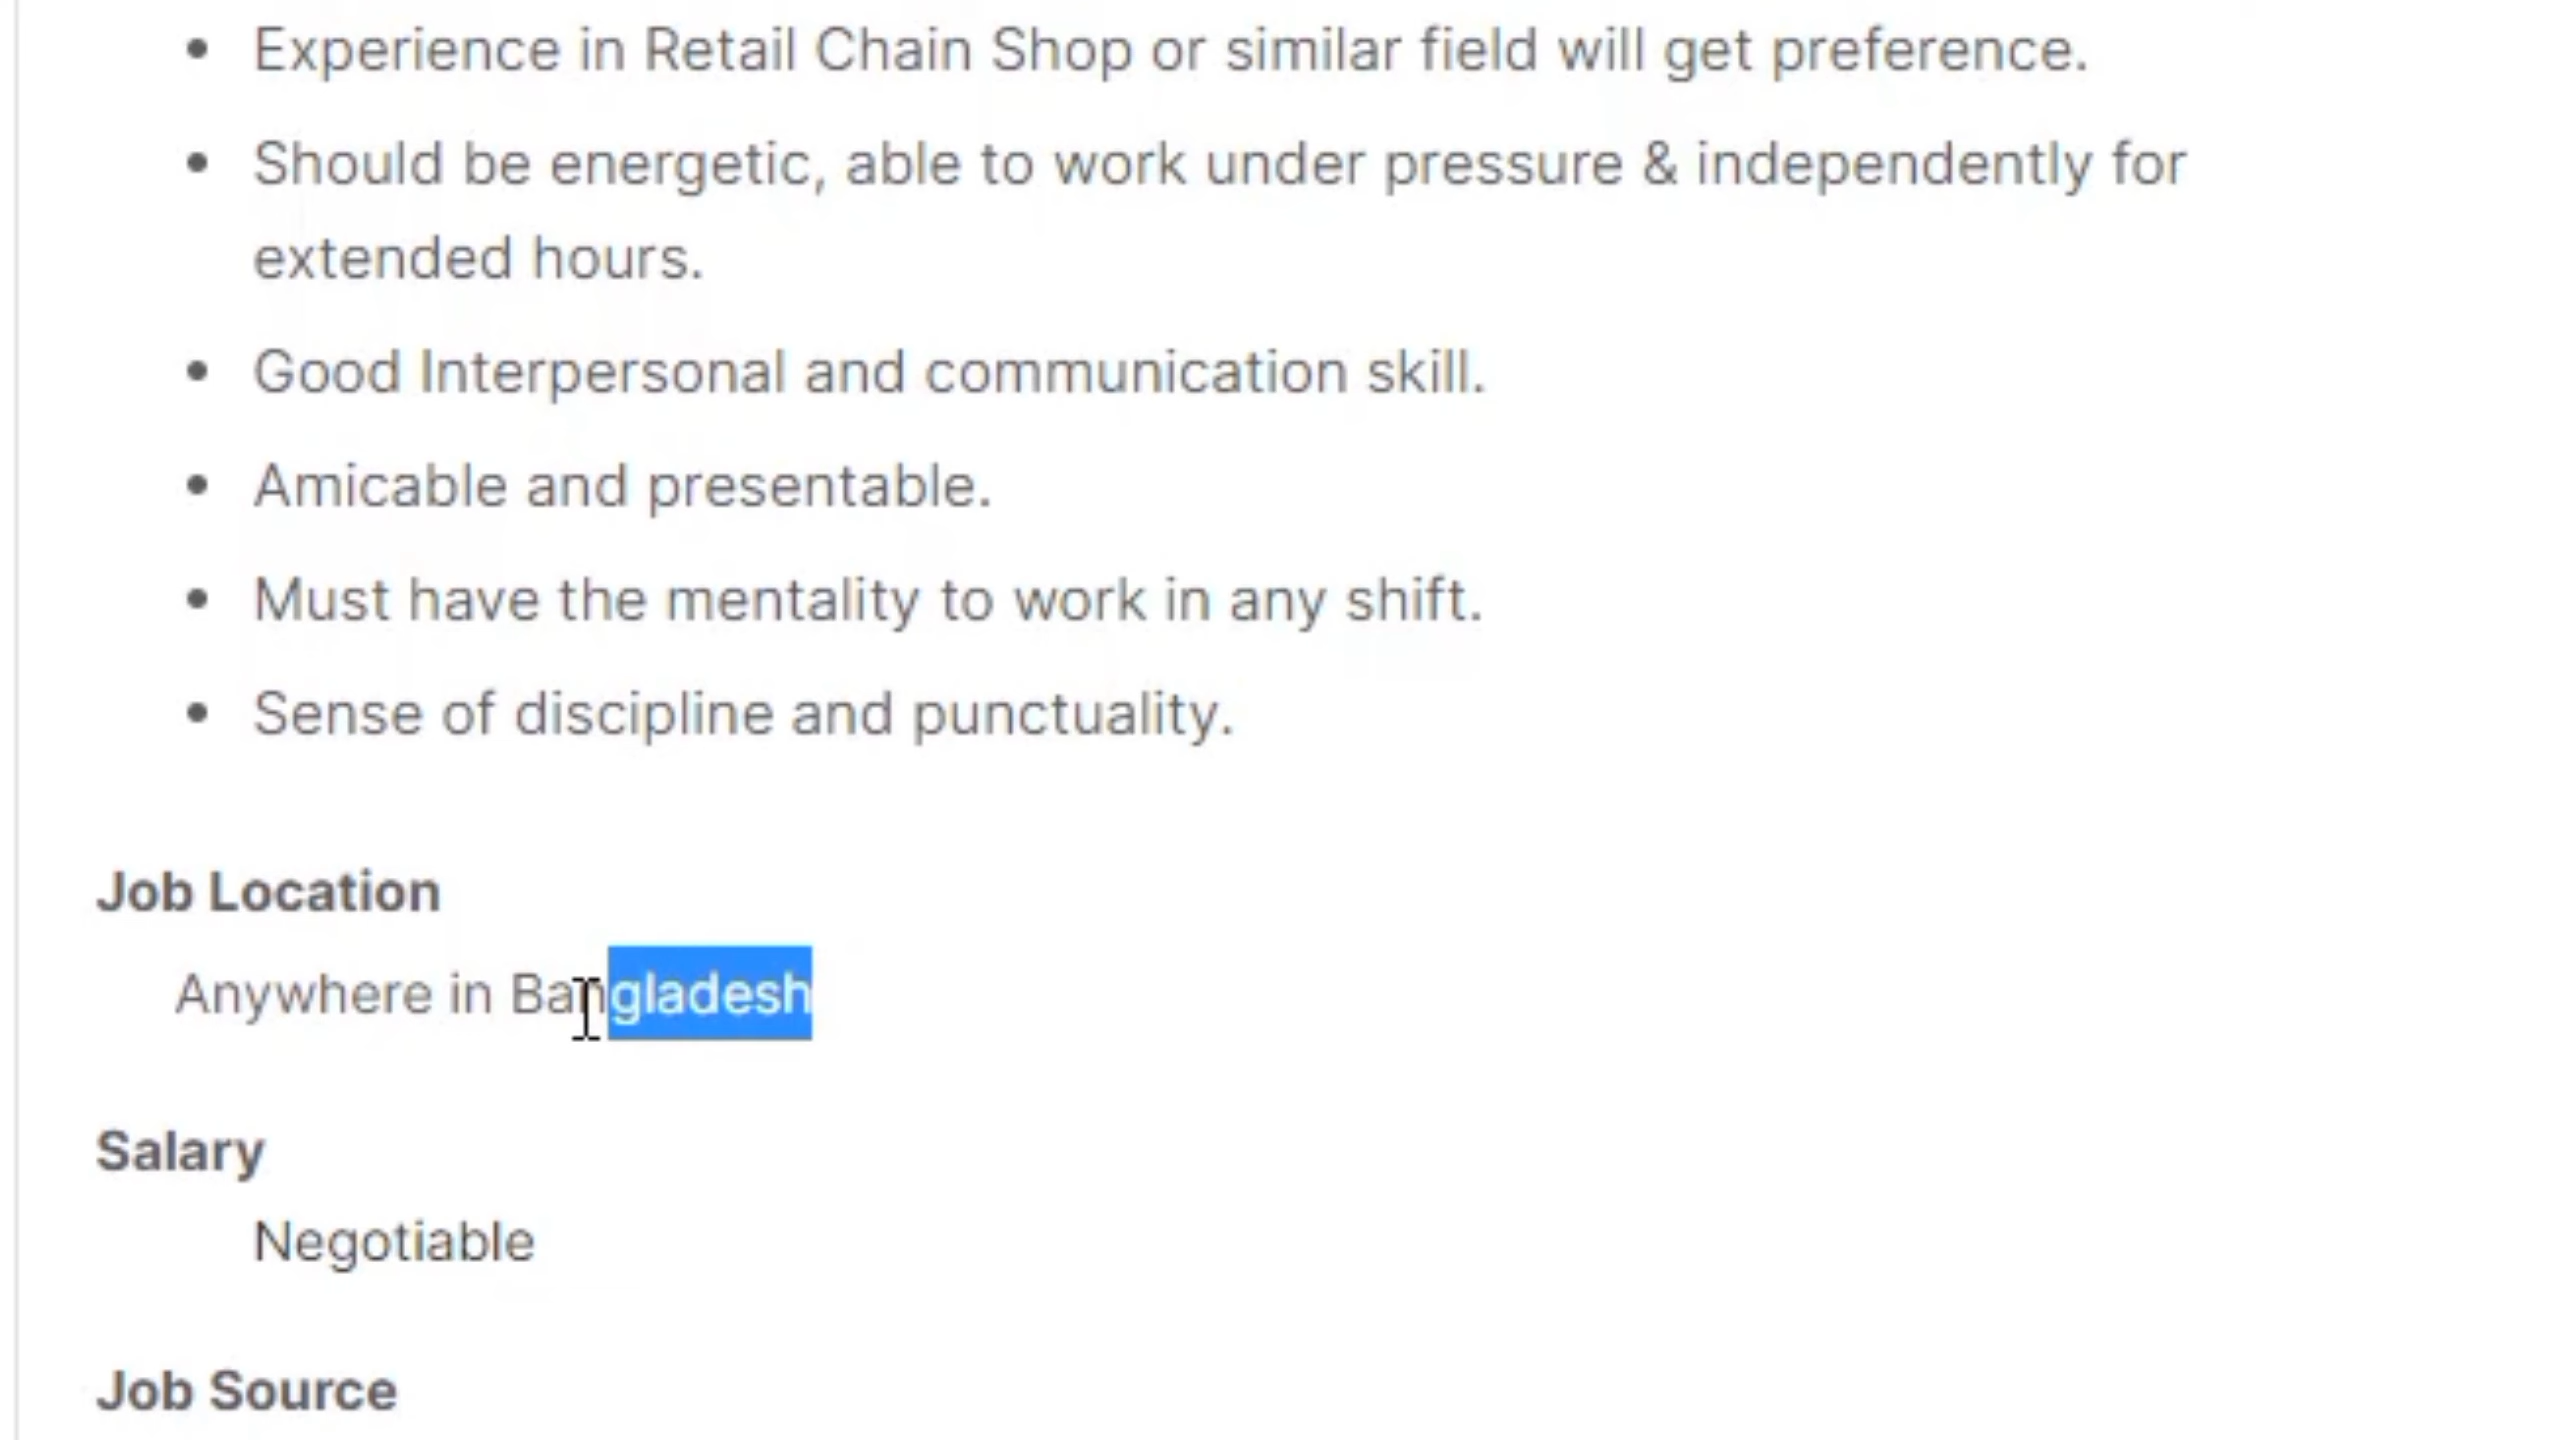 Experience in Retail Chain Shop or similar field will get preference.
Should be energetic, able to work under pressure & independently for
extended hours.
Good Interpersonal and communication skill.
Amicable and presentable.
Must have the mentality to work in any shift.
Sense of discipline and punctuality.
Job Location
Anywhere in Bangladesh
Salary
Negotiable
Job Source